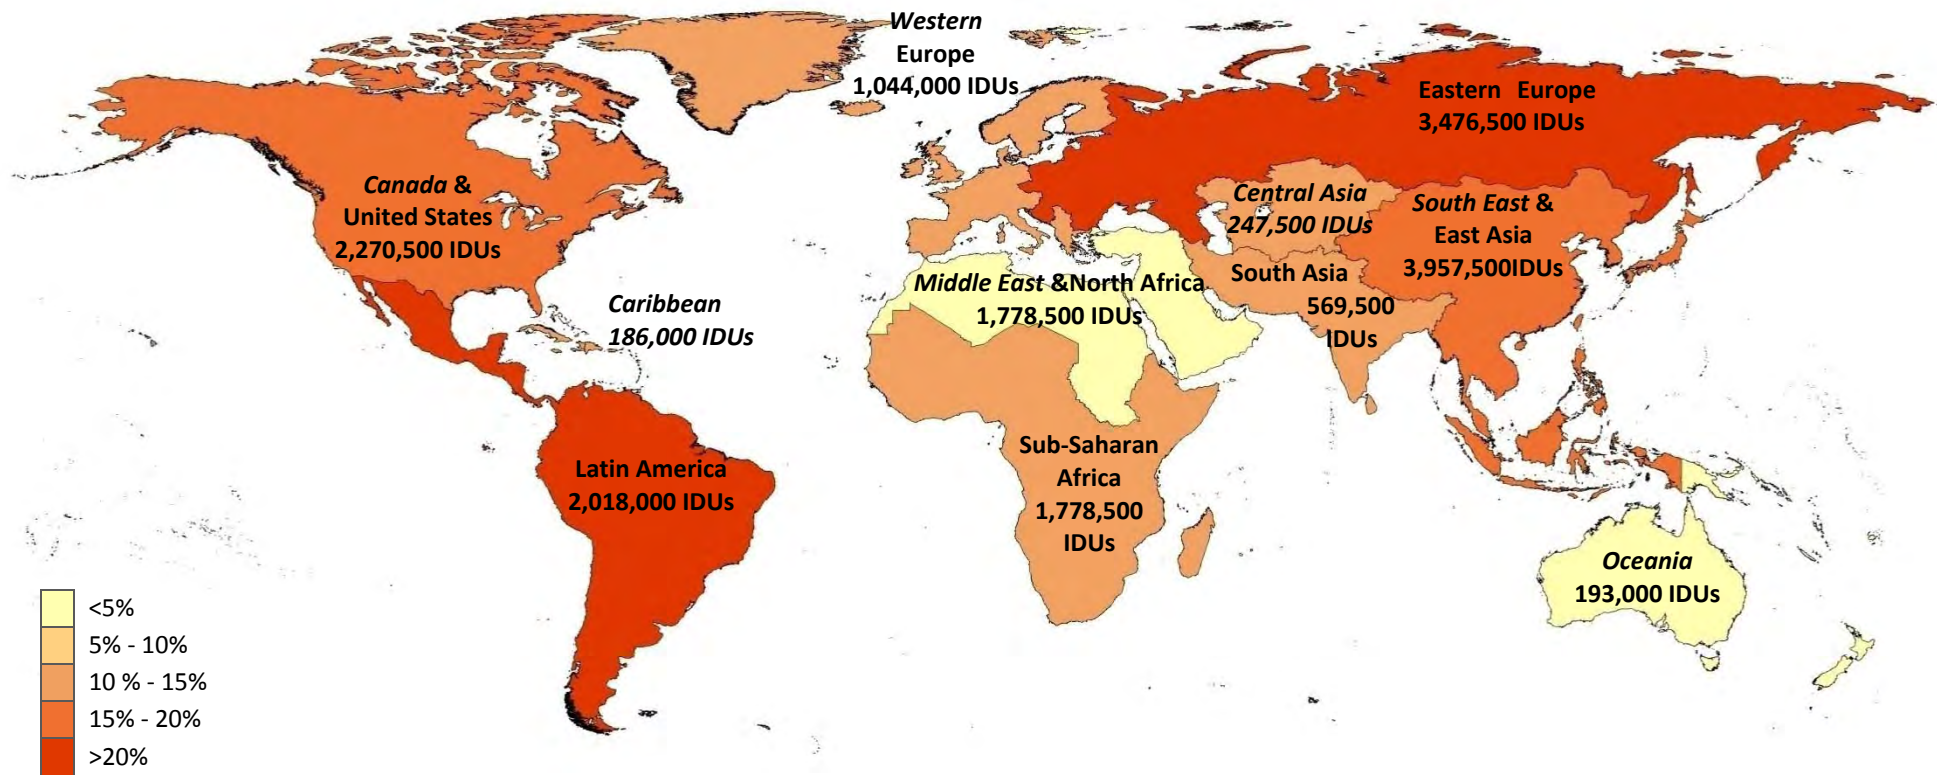 Western
Europe
1,044,000 IDUs
Eastern Europe
3,476,500 IDUs
Canada &
United States
2,270,500 IDUs
Central Asia
247,500 IDUs
South East &
East Asia
3,957,500IDUs
Caribbean
186,000 IDUs
Middle East &North Africa
1,778,500 IDUs
South Asia
569,500
IDUs
Latin America
2,018,000 IDUs
Sub-Saharan
Africa
1,778,500
IDUs
Oceania
193,000 IDUs
<5%
5% - 10%
10 % - 15%
15% - 20%
>20%